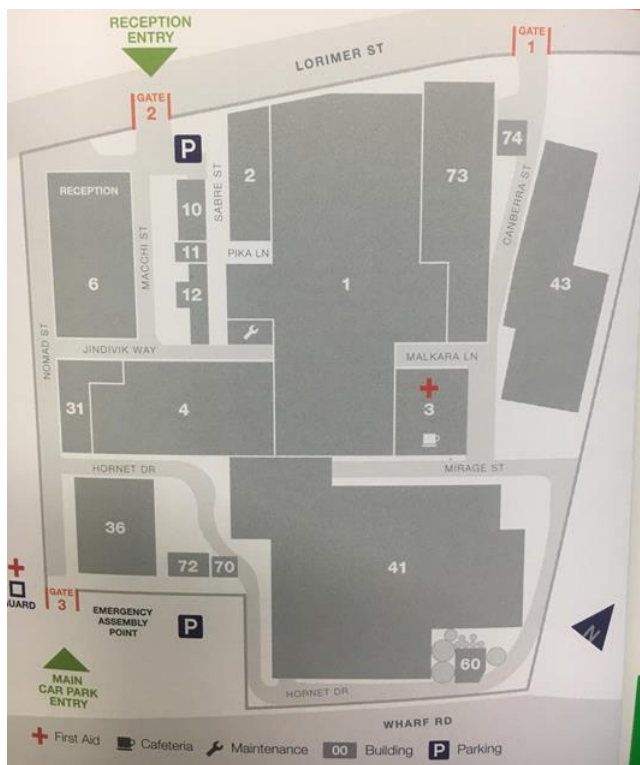 RECEPTION
ENTRY
LORIMER ST
GATE
1
GATE
2
P
74
2
73
RECEPTION
10
SABRE ST
CANBERRA ST
MACCHI ST
11
PIKA LN
6
12
1
43
NOMAD ST
JINDIVIK WAY
MALKARA LN
31
4
3
HORNET DR
MIRAGE ST
36
72
70
41
GUARD
GATE
3
EMERGENCY
ASSEMBLY
POINT
P
N
60
MAIN
CAR PARK
ENTRY
HORNET DR
WHARF RD
First Aid
Cafeteria
Maintenance
00
Building
P
Parking